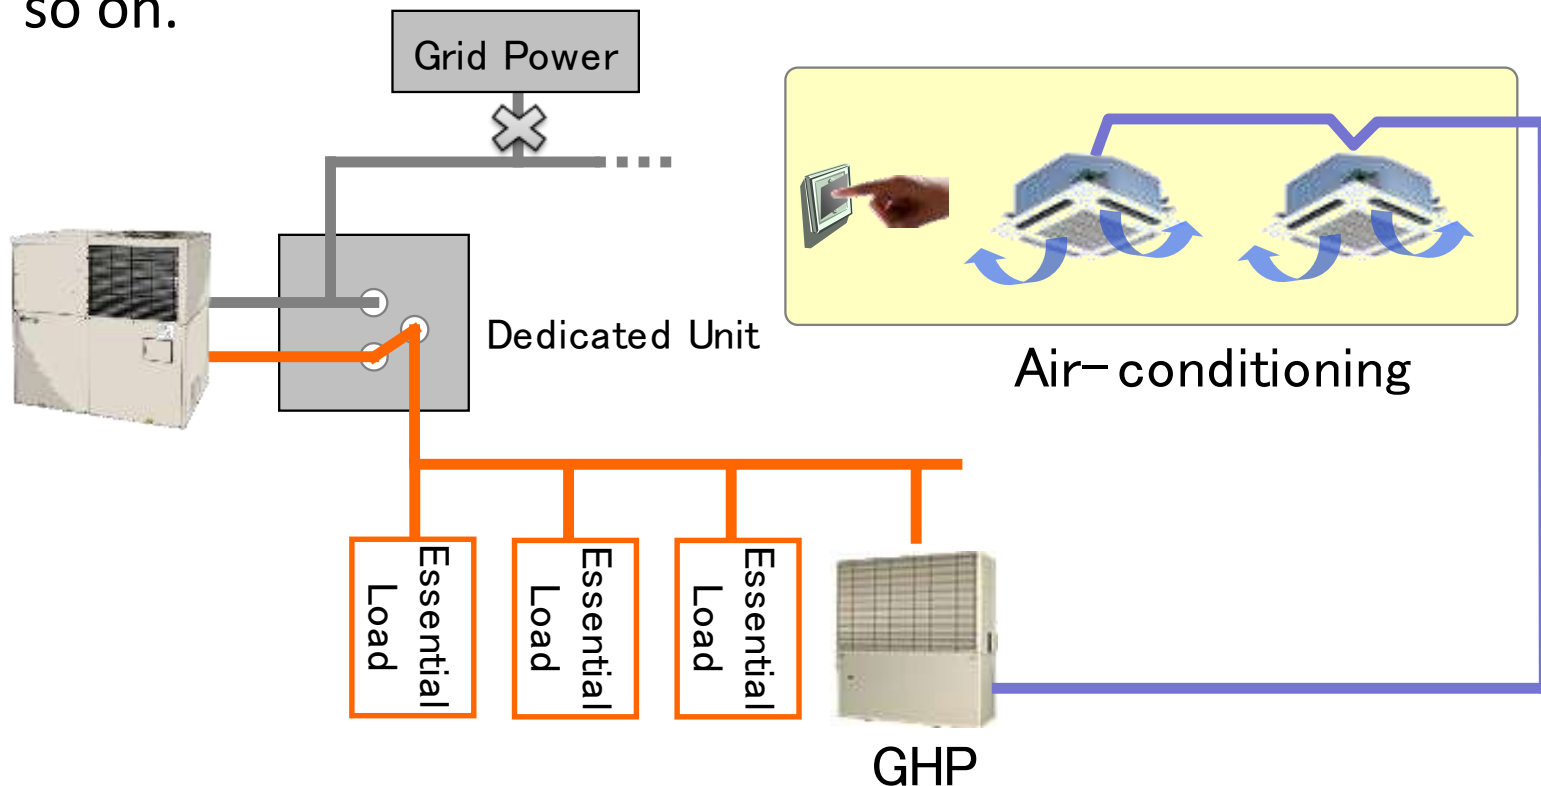 so on.
Grid Power
Dedicated Unit
Air-conditioning
Essential
Load
Essential
Load
Essential
Load
GHP